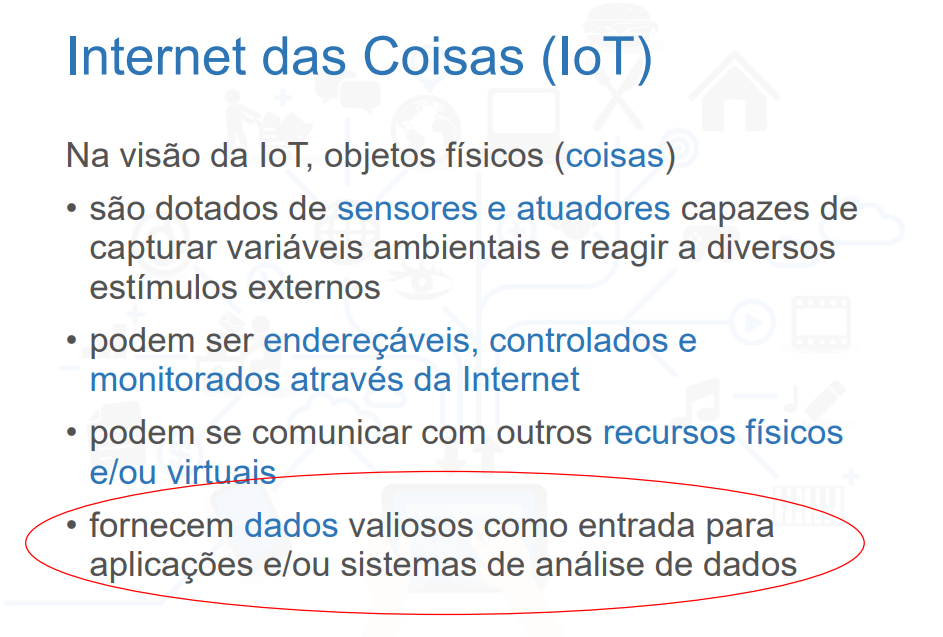 Internet das Coisas (IoT)
Na visão da IoT, objetos físicos (coisas)
• são dotados de sensores e atuadores capazes de
capturar variáveis ambientais e reagir a diversos
estímulos externos
• podem ser endereçáveis, controlados e
monitorados através da Internet
• podem se comunicar com outros recursos físicos
e/ou virtuais
• fornecem dados valiosos como entrada para
aplicações e/ou sistemas de análise de dados